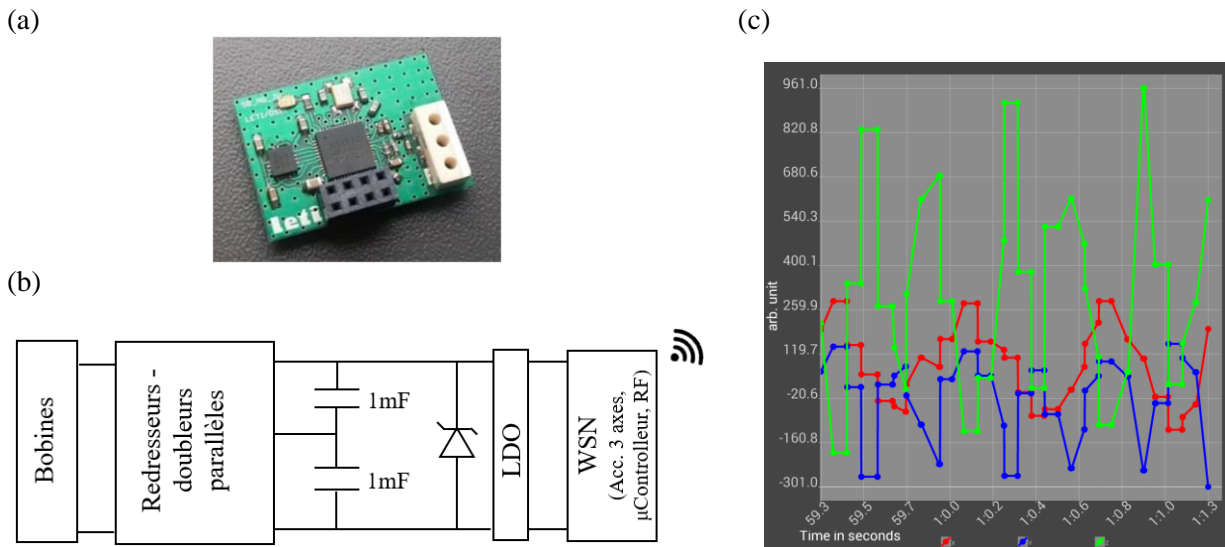 (a)
leti
(b)
Bobines
Redresseurs -
doubleurs
parallèles
1mF
1mF
LDO
WSN
(Acc. 3 axes,
µControlleur, RF)
(c)
961.0
820.8
680.6
540.3
400.1
259.9
119.7
-20.6
-160.8
-301.0
arb. unit
59.3
59.5
59.7
1:0.0
1:0.2
1:0.4
1:0.6
1:0.8
1:1.0
1:1.3
Time in seconds